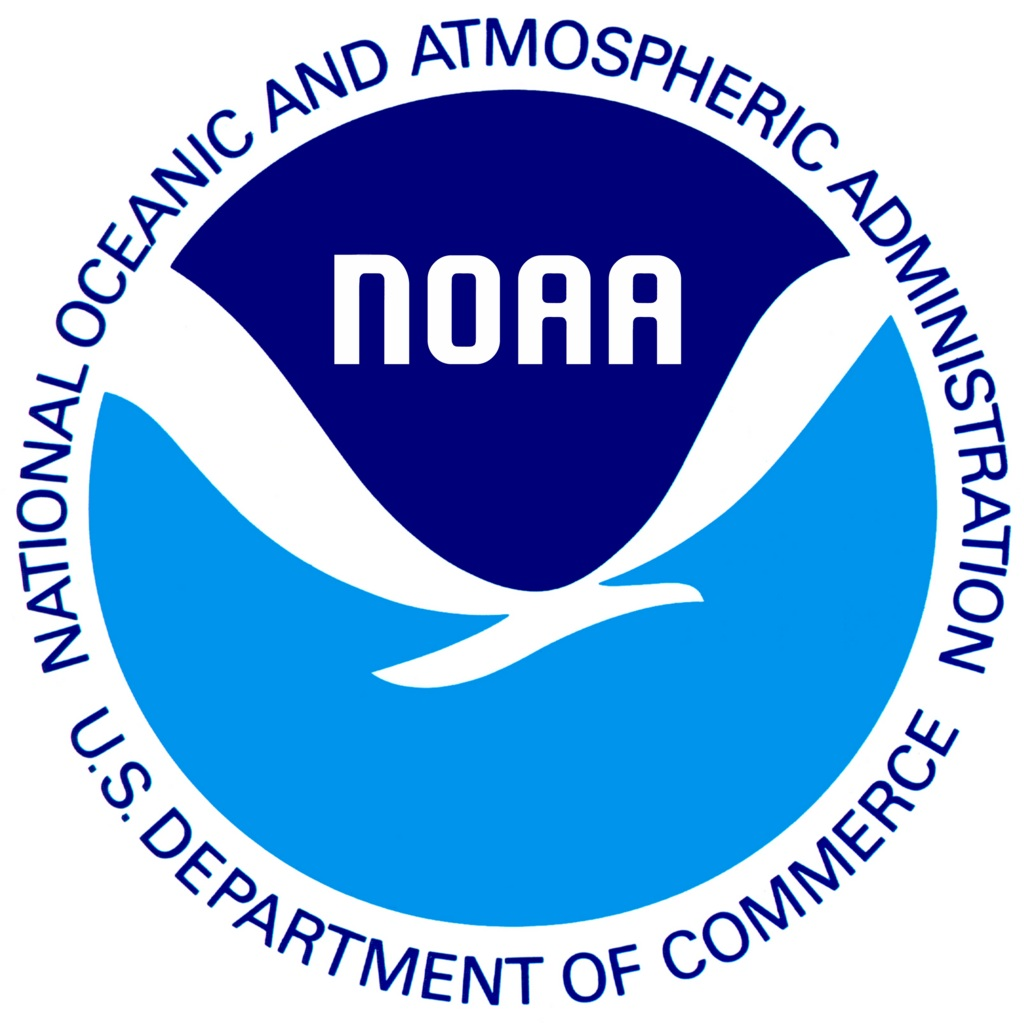 NATIONAL OCEANIC AND ATMOSPHERIC ADMINISTRATION
NOAA
U.S. DEPARTMENT OF COMMERCE